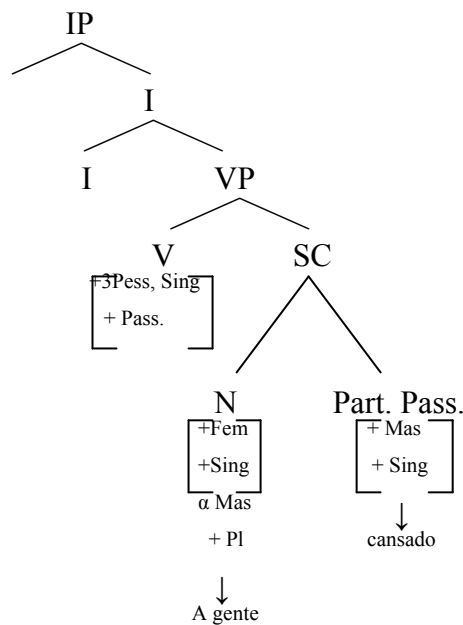 IP
I
I VP
V SC
+3Pess, Sing
+ Pass.
N Part. Pass.
+Fem + Mas
+Sing + Sing
α Mas
+ Pl cansado
A gente